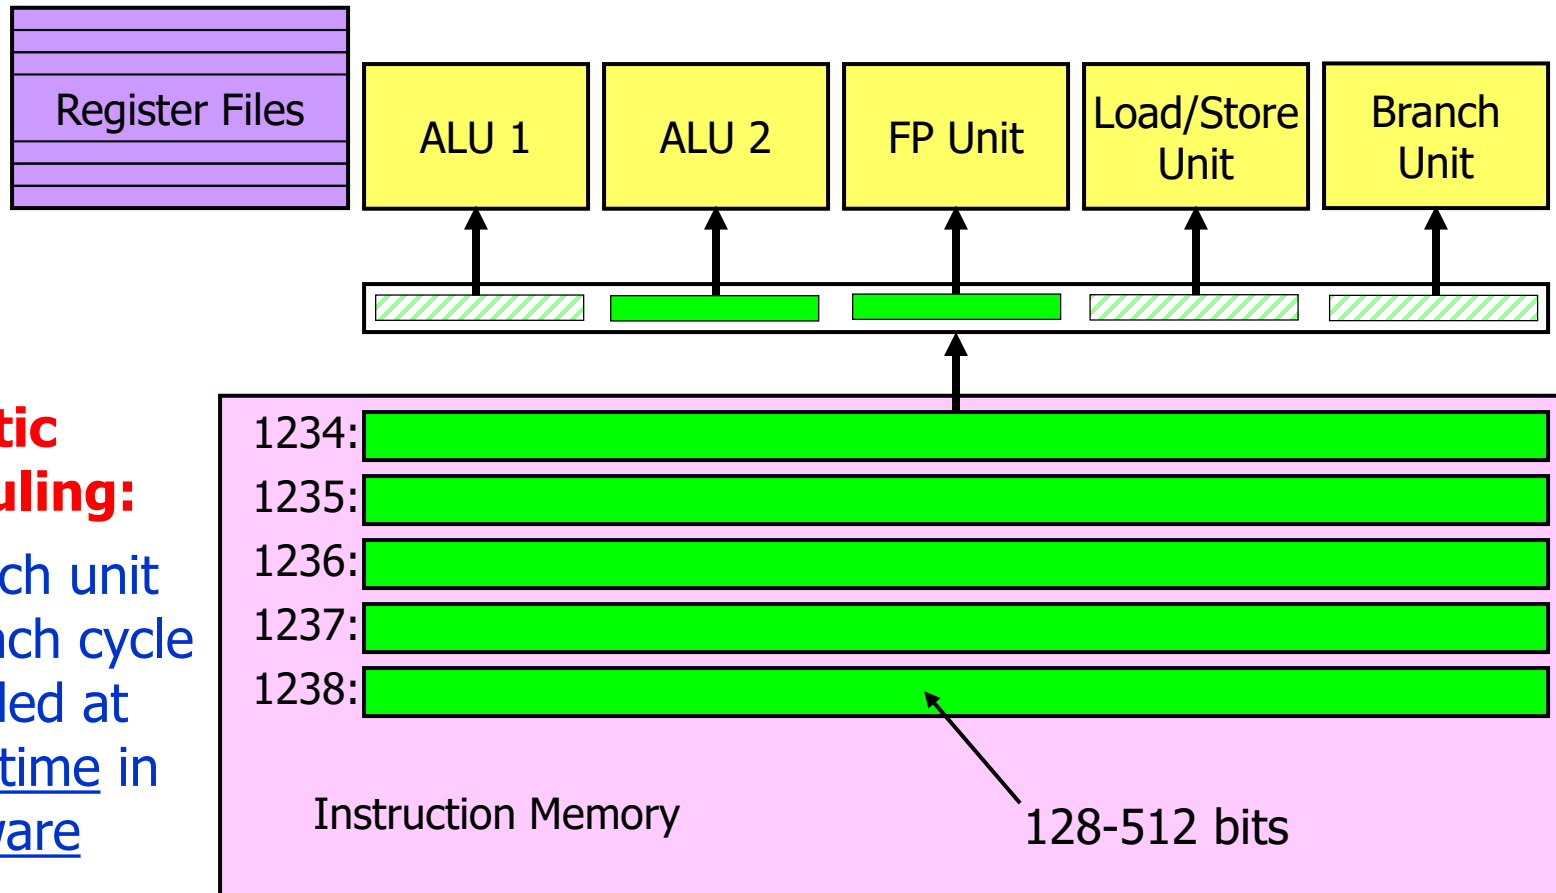 Register Files
ALU 1
ALU 2
FP Unit
Load/Store
Unit
Branch
Unit
tic
uling:
ch unit
ach cycle
led at
time in
ware
1234:
1235:
1236:
1237:
1238:
Instruction Memory
128-512 bits